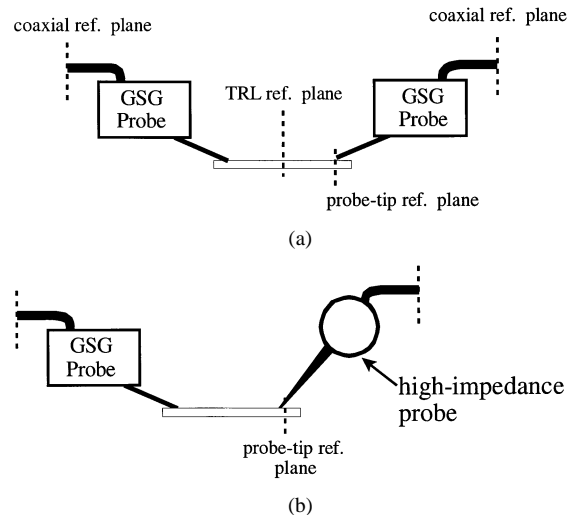 coaxial ref. plane
coaxial ref. plane
GSG
Probe
TRL ref. plane
GSG
Probe
probe-tip ref. plane
(a)
GSG
Probe
high-impedance
probe
probe-tip ref.
plane
(b)